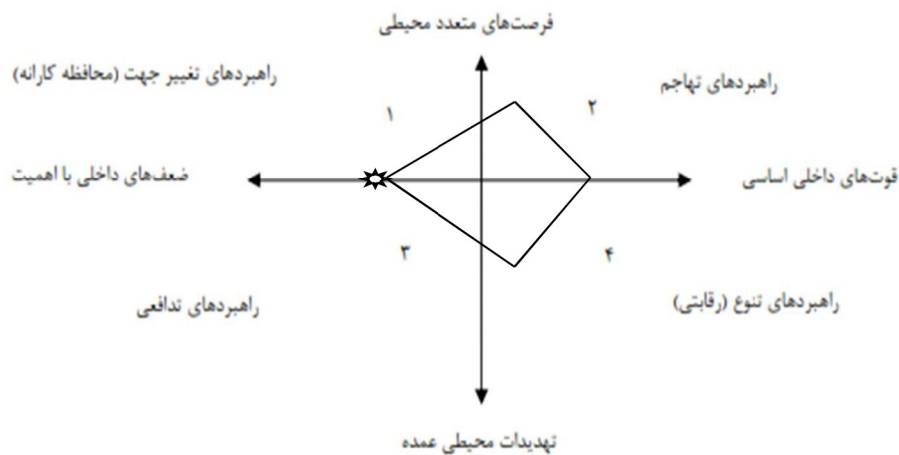 فرصت‌های متعدد محیطی
راهبردهای تهاجم
راهبردهای تغییر جهت (محافظه کارانه)
۲
۱
قوت‌های داخلی اساسی
ضعف‌های داخلی با اهمیت
۴
۳
راهبردهای تنوع (رقابتی)
راهبردهای تدافعی
تهدیدات محیطی عمده